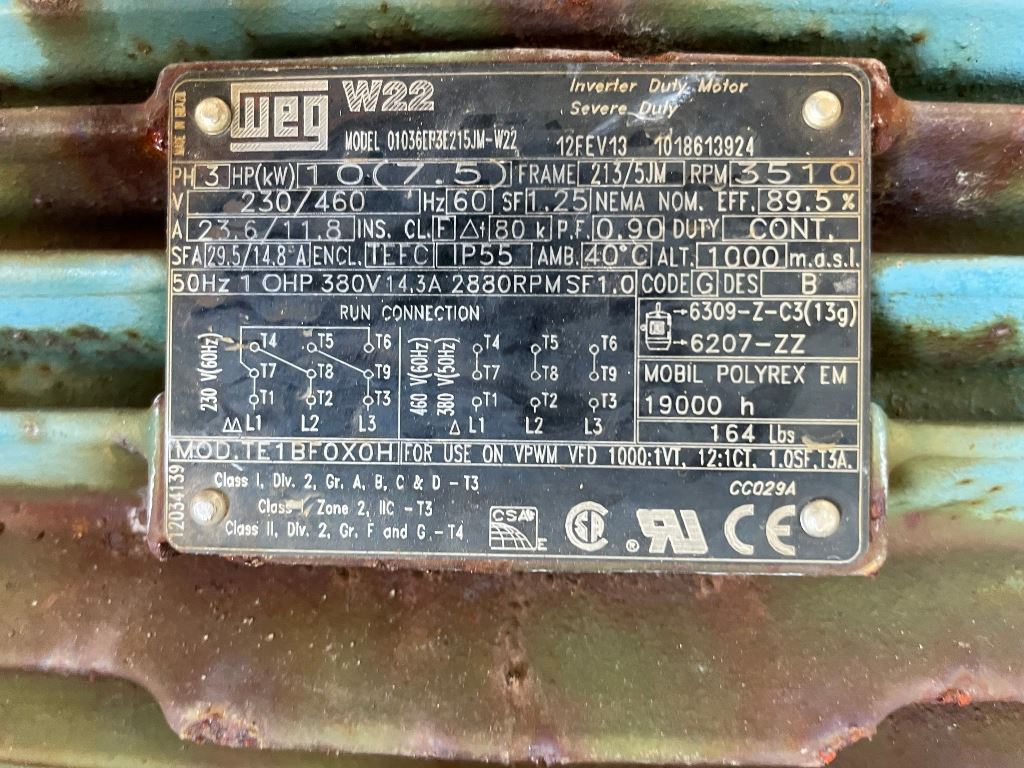 WEG W22
Inverter Duty Motor
Severe Duty
MODEL 01036EP3E215JM-W22 12FEV13 1018613924
PH 3 HP(kW) 10(7.5) FRAME 213/5JM RPM 3510
V 230/460 Hz 60 SF 1.25 NEMA NOM. EFF. 89.5 %
A 23.6/11.8 INS. CL. F Δt 80 k P.F. 0.90 DUTY CONT.
SFA 29.5/14.8 A ENCL. TEFC IP55 AMB. 40°C ALT. 1000 m.a.s.l.
50Hz 10HP 380V 14,3A 2880RPM SF1.0 CODE G DES B
RUN CONNECTION
230 V(60Hz)
T4 T5 T6
T7 T8 T9
T1 T2 T3
ΔΔ L1 L2 L3
460 V(60Hz)
380 V(50Hz)
T4 T5 T6
T7 T8 T9
T1 T2 T3
Δ L1 L2 L3
6309-Z-C3(13g)
6207-ZZ
MOBIL POLYREX EM
19000 h
164 Lbs
MOD.TE1BF0X0H FOR USE ON VPWM VFD 1000:1VT, 12:1CT, 1.0SF,T3A.
Class I, Div. 2, Gr. A, B, C & D - T3
Class I, Zone 2, IIC - T3
Class II, Div. 2, Gr. F and G - T4
CC029A
12034139
CSA E
SA ® RU CE